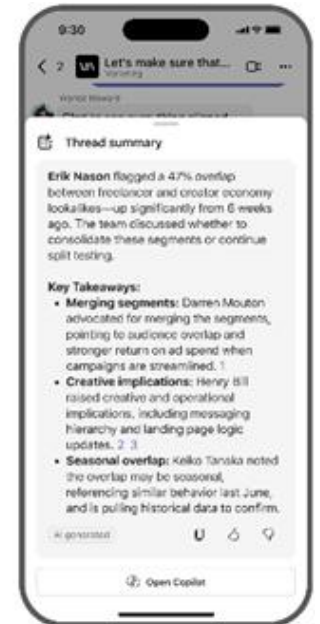 9:30
2 Let's make sure that...
Thread summary
Erik Nason flagged a 47% overlap
between freelancer and creator economy
lookalikes—up significantly from 6 weeks
ago. The team discussed whether to
consolidate these segments or continue
split testing.
Key Takeaways:
• Merging segments: Darren Mouton
advocated for merging the segments,
pointing to audience overlap and
stronger return on ad spend when
campaigns are streamlined. 1
• Creative implications: Henry Bill
raised creative and operational
implications, including messaging
hierarchy and landing page logic
updates. 2 3
• Seasonal overlap: Keiko Tanaka noted
the overlap may be seasonal,
referencing similar behavior last June,
and is pulling historical data to confirm.
AI generated
Open Copilot